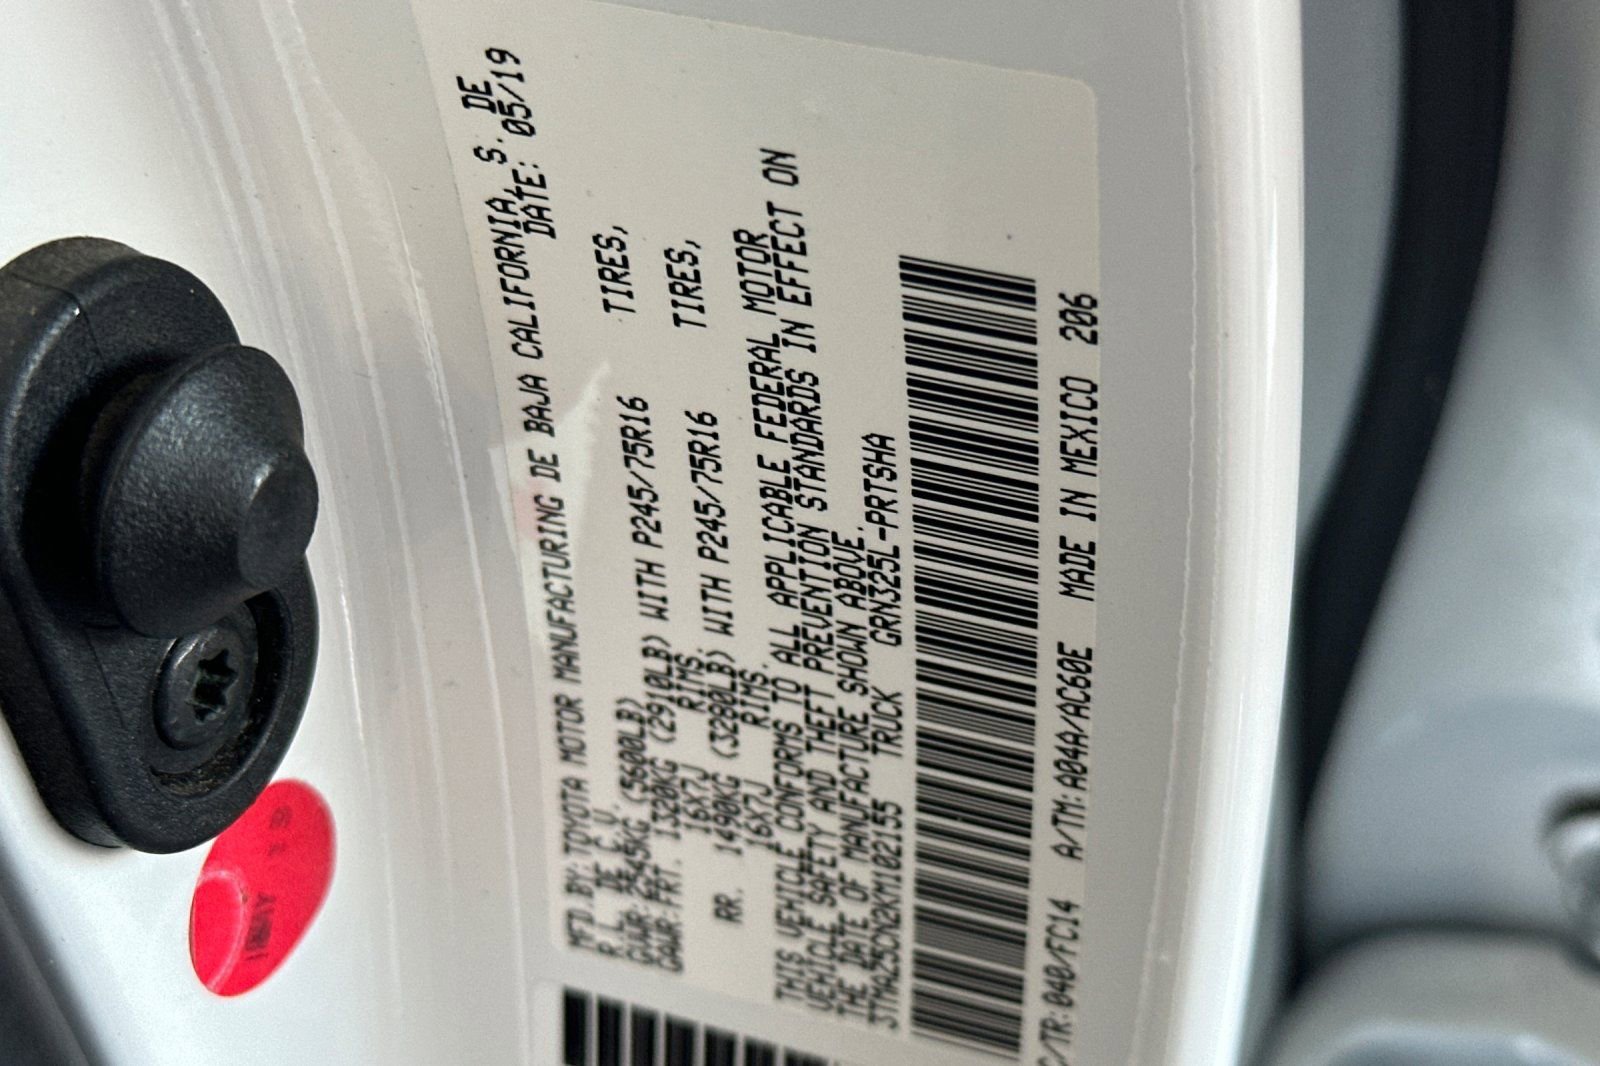 MFD.BY: TOYOTA MOTOR MANUFACTURING DE BAJA CALIFORNIA, S. DE
R.L. DE C.V. DATE: 05/19
GVWR: 2545KG (5600LB)
GAWR: FRT. 1320KG (2910LB) WITH P245/75R16 TIRES,
16X7J RIMS.
RR. 1490KG (3280LB) WITH P245/75R16 TIRES,
16X7J RIMS.
THIS VEHICLE CONFORMS TO ALL APPLICABLE FEDERAL MOTOR
VEHICLE SAFETY AND THEFT PREVENTION STANDARDS IN EFFECT ON
THE DATE OF MANUFACTURE SHOWN ABOVE.
3TMAZ5CN2KM102155 TRUCK GRN325L-PRTSHA
C/TR: 040/FC14 A/TM: A04A/AC60E MADE IN MEXICO 206